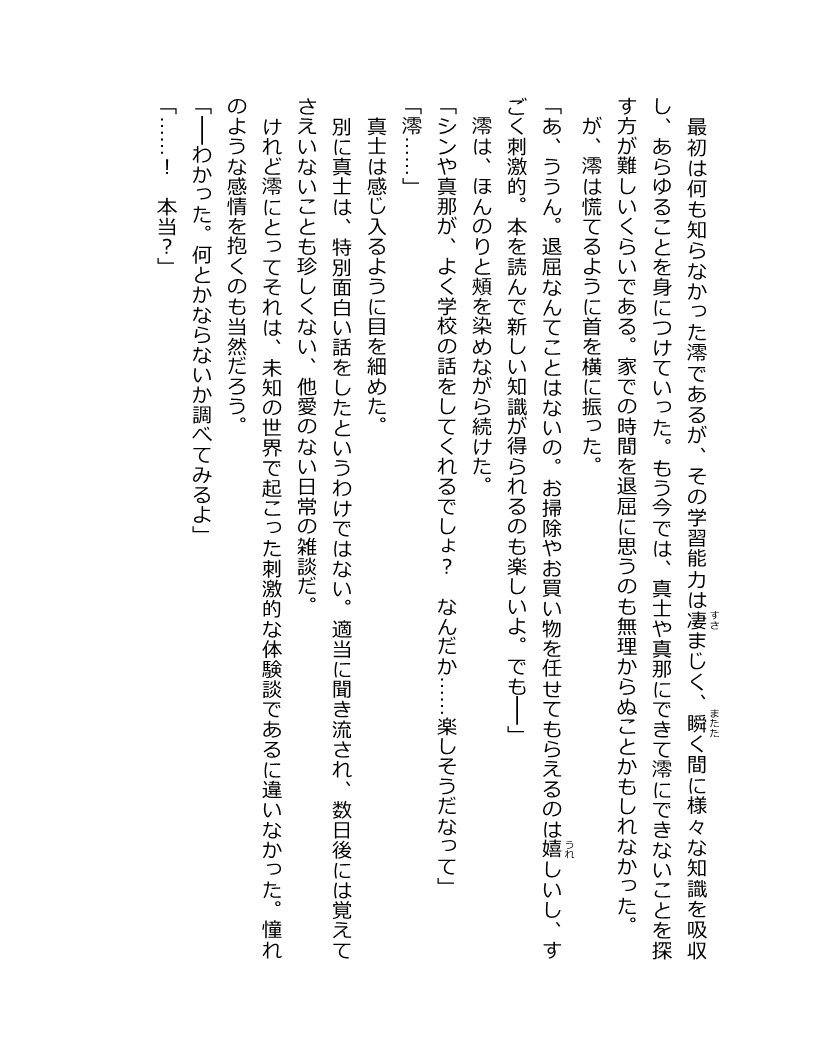 最初は何も知らなかった澪であるが、その学習能力は凄まじく、瞬く間に様々な知識を吸収
し、あらゆることを身につけていった。もう今では、真士や真那にできて澪にできないことを探
す方が難しいくらいである。家での時間を退屈に思うのも無理からぬことかもしれなかった。
が、澪は慌てるように首を横に振った。
「あ、ううん。退屈なんてことはないの。お掃除やお買い物を任せてもらえるのは嬉しいし、す
ごく刺激的。本を読んで新しい知識が得られるのも楽しいよ。でも――」
澪は、ほんのりと頰を染めながら続けた。
「シンや真那が、よく学校の話をしてくれるでしょ?　なんだか……楽しそうだなって」
「澪……」
真士は感じ入るように目を細めた。
別に真士は、特別面白い話をしたというわけではない。適当に聞き流され、数日後には覚えて
さえいないことも珍しくない、他愛のない日常の雑談だ。
けれど澪にとってそれは、未知の世界で起こった刺激的な体験談であるに違いなかった。憧れ
のような感情を抱くのも当然だろう。
「――わかった。何とかならないか調べてみるよ」
「……!　本当?」
すさ
またた
うれ